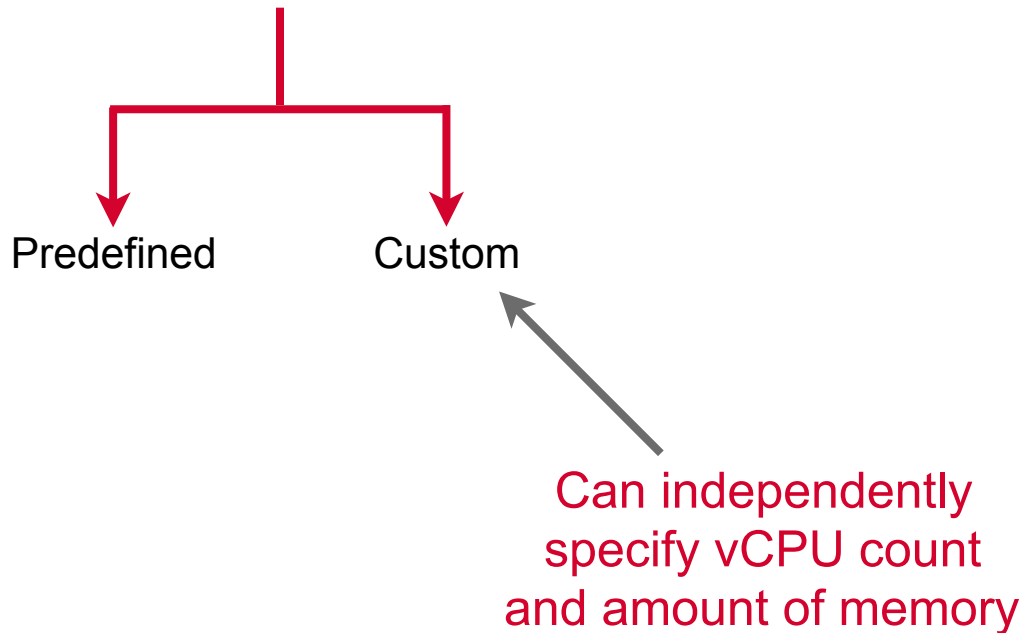 Predefined
Custom
Can independently
specify vCPU count
and amount of memory